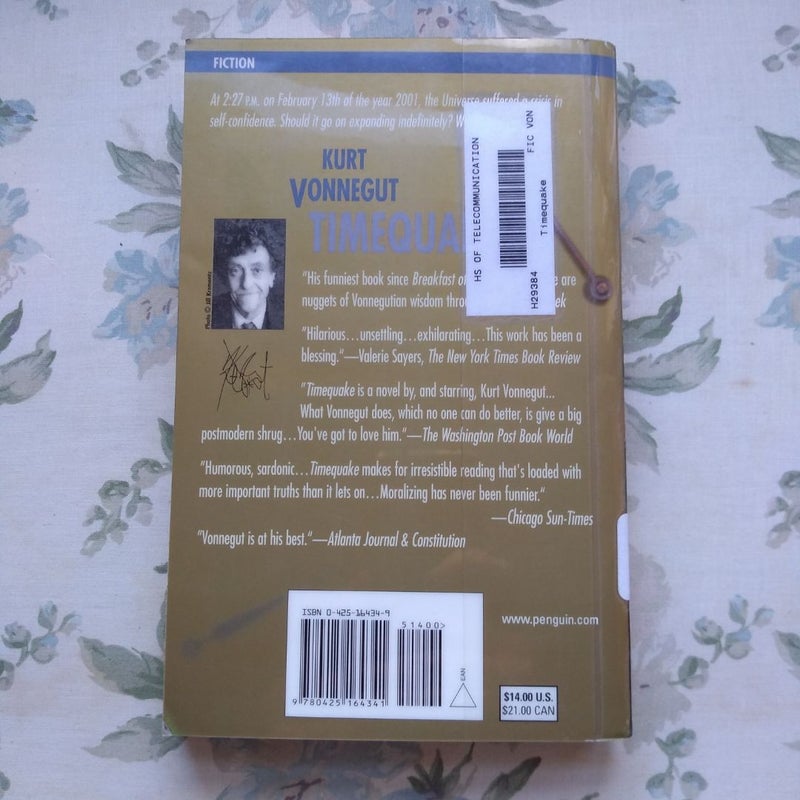 FICTION
At 2:27 P.M. on February 13th of the year 2001, the Universe suffered a crisis in
self-confidence. Should it go on expanding indefinitely?
KURT
VONNEGUT
TIMEQUA
HS OF TELECOMMUNICATION
FIC VON
Timequake
H29384
Photo © Jill Krementz
"His funniest book since Breakfast of are
nuggets of Vonnegutian wisdom
"Hilarious...unsettling...exhilarating...This work has been a
blessing."—Valerie Sayers, The New York Times Book Review
"Timequake is a novel by, and starring, Kurt Vonnegut...
What Vonnegut does, which no one can do better, is give a big
postmodern shrug...You've got to love him."—The Washington Post Book World
"Humorous, sardonic...Timequake makes for irresistible reading that's loaded with
more important truths than it lets on...Moralizing has never been funnier."
—Chicago Sun-Times
"Vonnegut is at his best."—Atlanta Journal & Constitution
ISBN 0-425-16434-9
51400>
9 780425 164341
EAN
www.penguin.com
$14.00 U.S.
$21.00 CAN